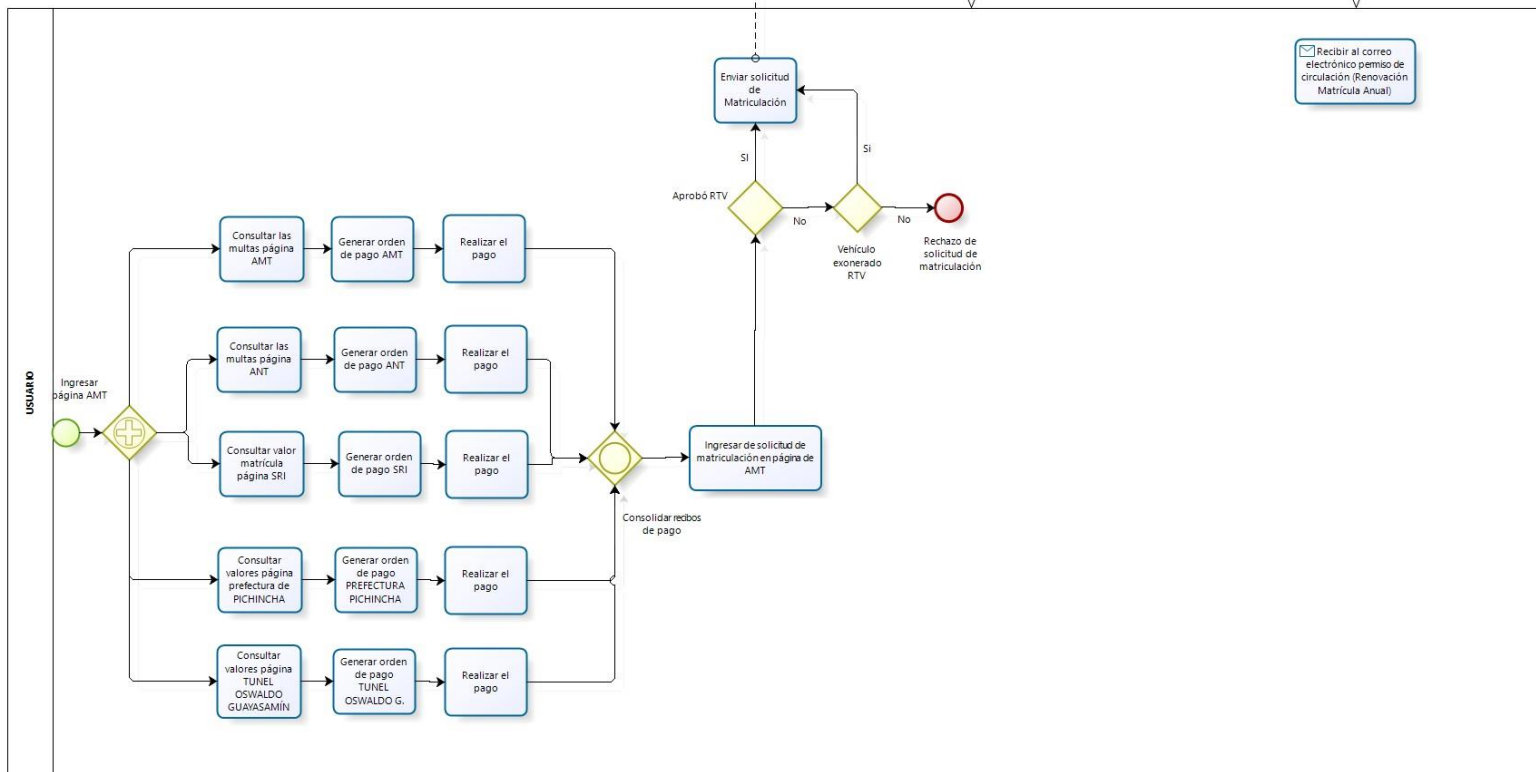 USUARIO
Ingresar
página AMT
Consultar las
multas página
AMT
Generar orden
de pago AMT
Realizar el
pago
Consultar las
multas página
ANT
Generar orden
de pago ANT
Realizar el
pago
Consultar valor
matrícula
página SRI
Generar orden
de pago SRI
Realizar el
pago
Consultar
valores página
prefectura de
PICHINCHA
Generar orden
de pago
PREFECTURA
PICHINCHA
Realizar el
pago
Consultar
valores página
TUNEL
OSWALDO
GUAYASAMÍN
Generar orden
de pago
TUNEL
OSWALDO G.
Realizar el
pago
Consolidar recibos
de pago
Ingresar de solicitud de
matriculación en página de
AMT
Aprobó RTV
SI
No
Enviar solicitud
de
Matriculación
Vehículo
exonerado
RTV
Si
No
Rechazo de
solicitud de
matriculación
Recibir al correo
electrónico permiso de
circulación (Renovación
Matrícula Anual)